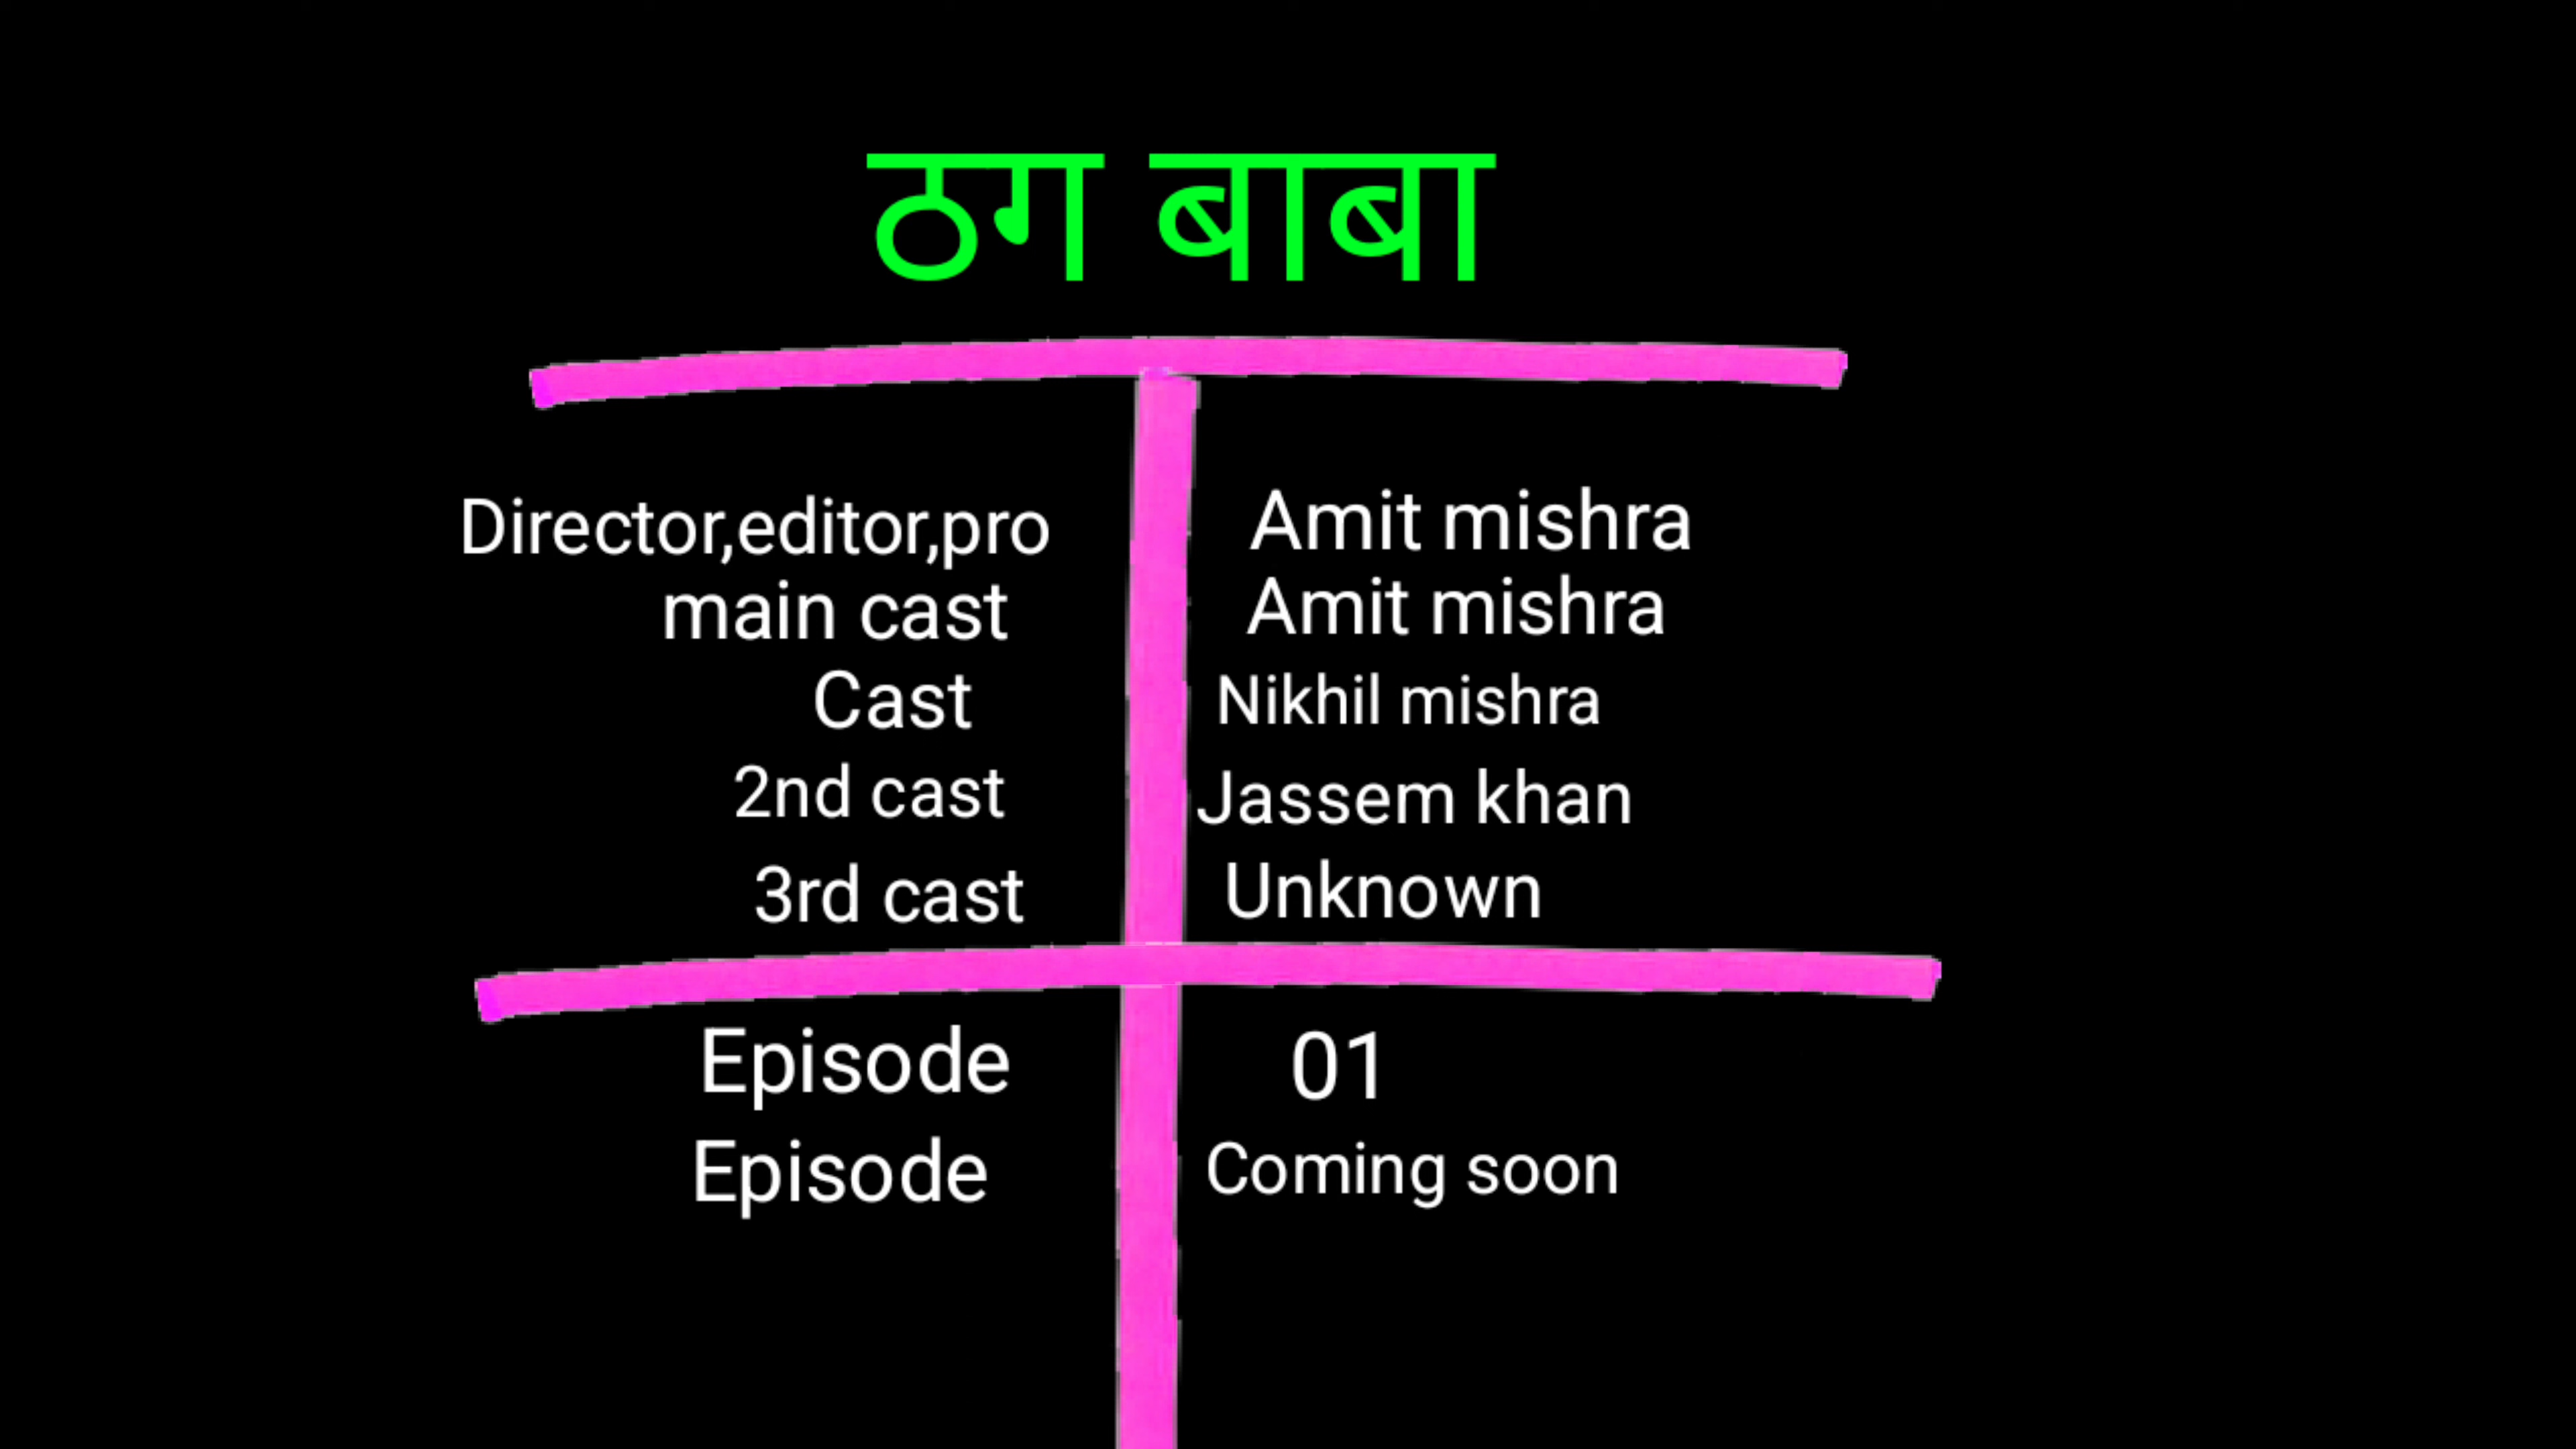 ठग बाबा
Director,editor,pro Amit mishra
main cast Amit mishra
Cast Nikhil mishra
2nd cast Jassem khan
3rd cast Unknown
Episode 01
Episode Coming soon